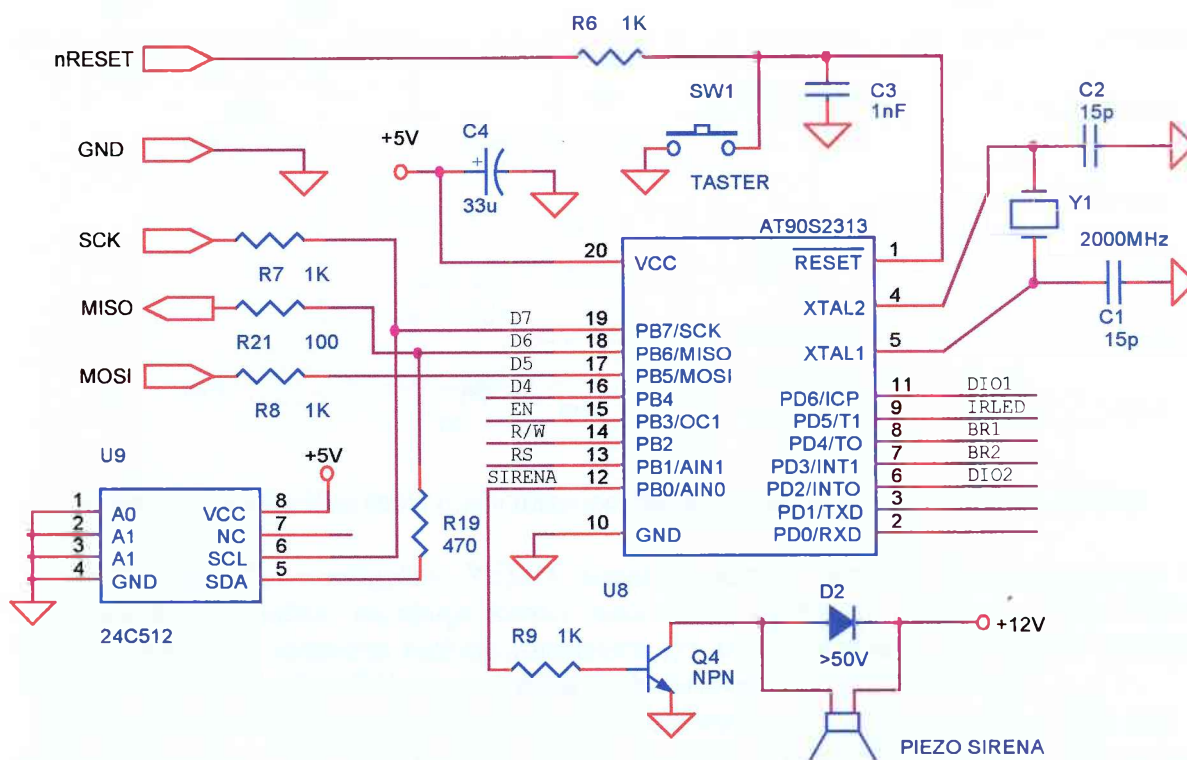 R6 1K
nRESET
SW1
C3
1nF
C2
15p
GND
+5V
C4
33u
TASTER
Y1
2000MHz
C1
15p
SCK
R7 1K
MISO
R21 100
MOSI
R8 1K
AT90S2313
20 VCC
RESET 1
XTAL2 4
XTAL1 5
D7 19 PB7/SCK
D6 18 PB6/MISO
D5 17 PB5/MOSI
D4 16 PB4
EN 15 PB3/OC1
R/W 14 PB2
RS 13 PB1/AIN1
SIRENA 12 PB0/AIN0
10 GND
PD6/ICP 11 DIO1
PD5/T1 9 IRLED
PD4/TO 8 BR1
PD3/INT1 7 BR2
PD2/INTO 6 DIO2
PD1/TXD 3
PD0/RXD 2
U8
U9
+5V
1 A0 VCC 8
2 A1 NC 7
3 A1 SCL 6
4 GND SDA 5
24C512
R19
470
R9 1K
Q4
NPN
D2
>50V
+12V
PIEZO SIRENA